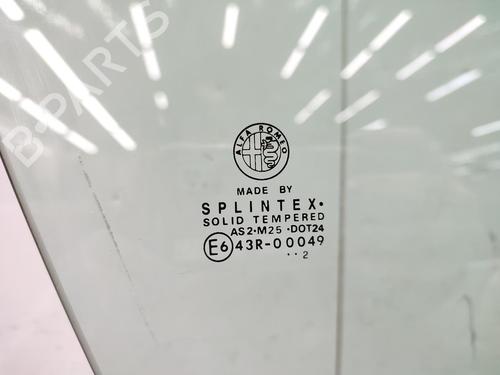 B-PARTS
ALFA ROMEO
MADE BY
SPLINTEX•
SOLID TEMPERED
AS2•M25 •DOT24
E6 43R-00049
•• 2